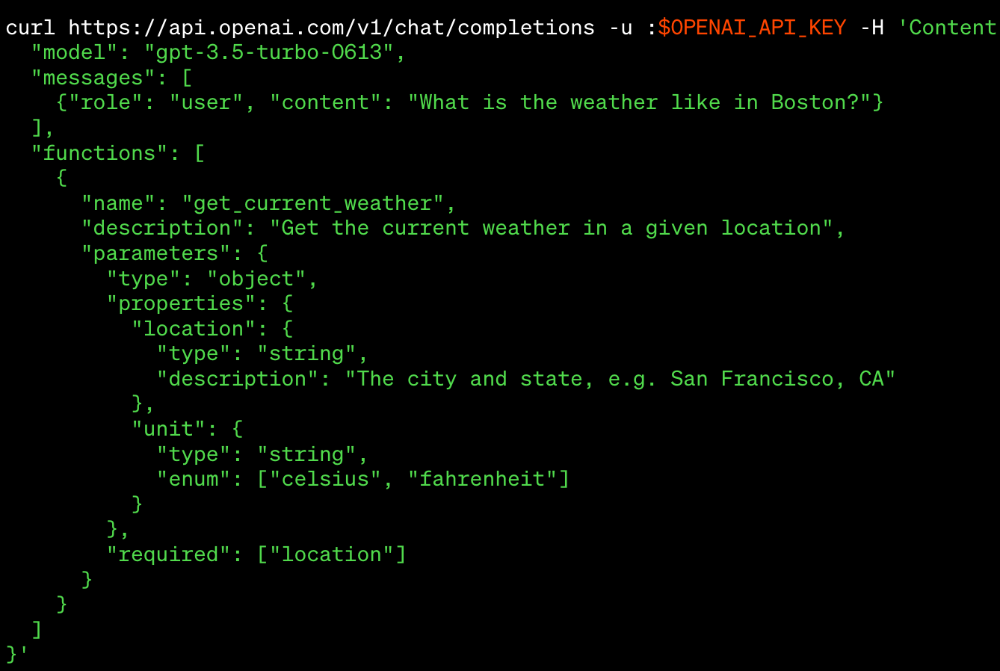 curl https://api.openai.com/v1/chat/completions -u :$OPENAI_API_KEY -H 'Content
  "model": "gpt-3.5-turbo-0613",
  "messages": [
    {"role": "user", "content": "What is the weather like in Boston?"}
  ],
  "functions": [
    {
      "name": "get_current_weather",
      "description": "Get the current weather in a given location",
      "parameters": {
        "type": "object",
        "properties": {
          "location": {
            "type": "string",
            "description": "The city and state, e.g. San Francisco, CA"
          },
          "unit": {
            "type": "string",
            "enum": ["celsius", "fahrenheit"]
          }
        },
        "required": ["location"]
      }
    }
  ]
}'